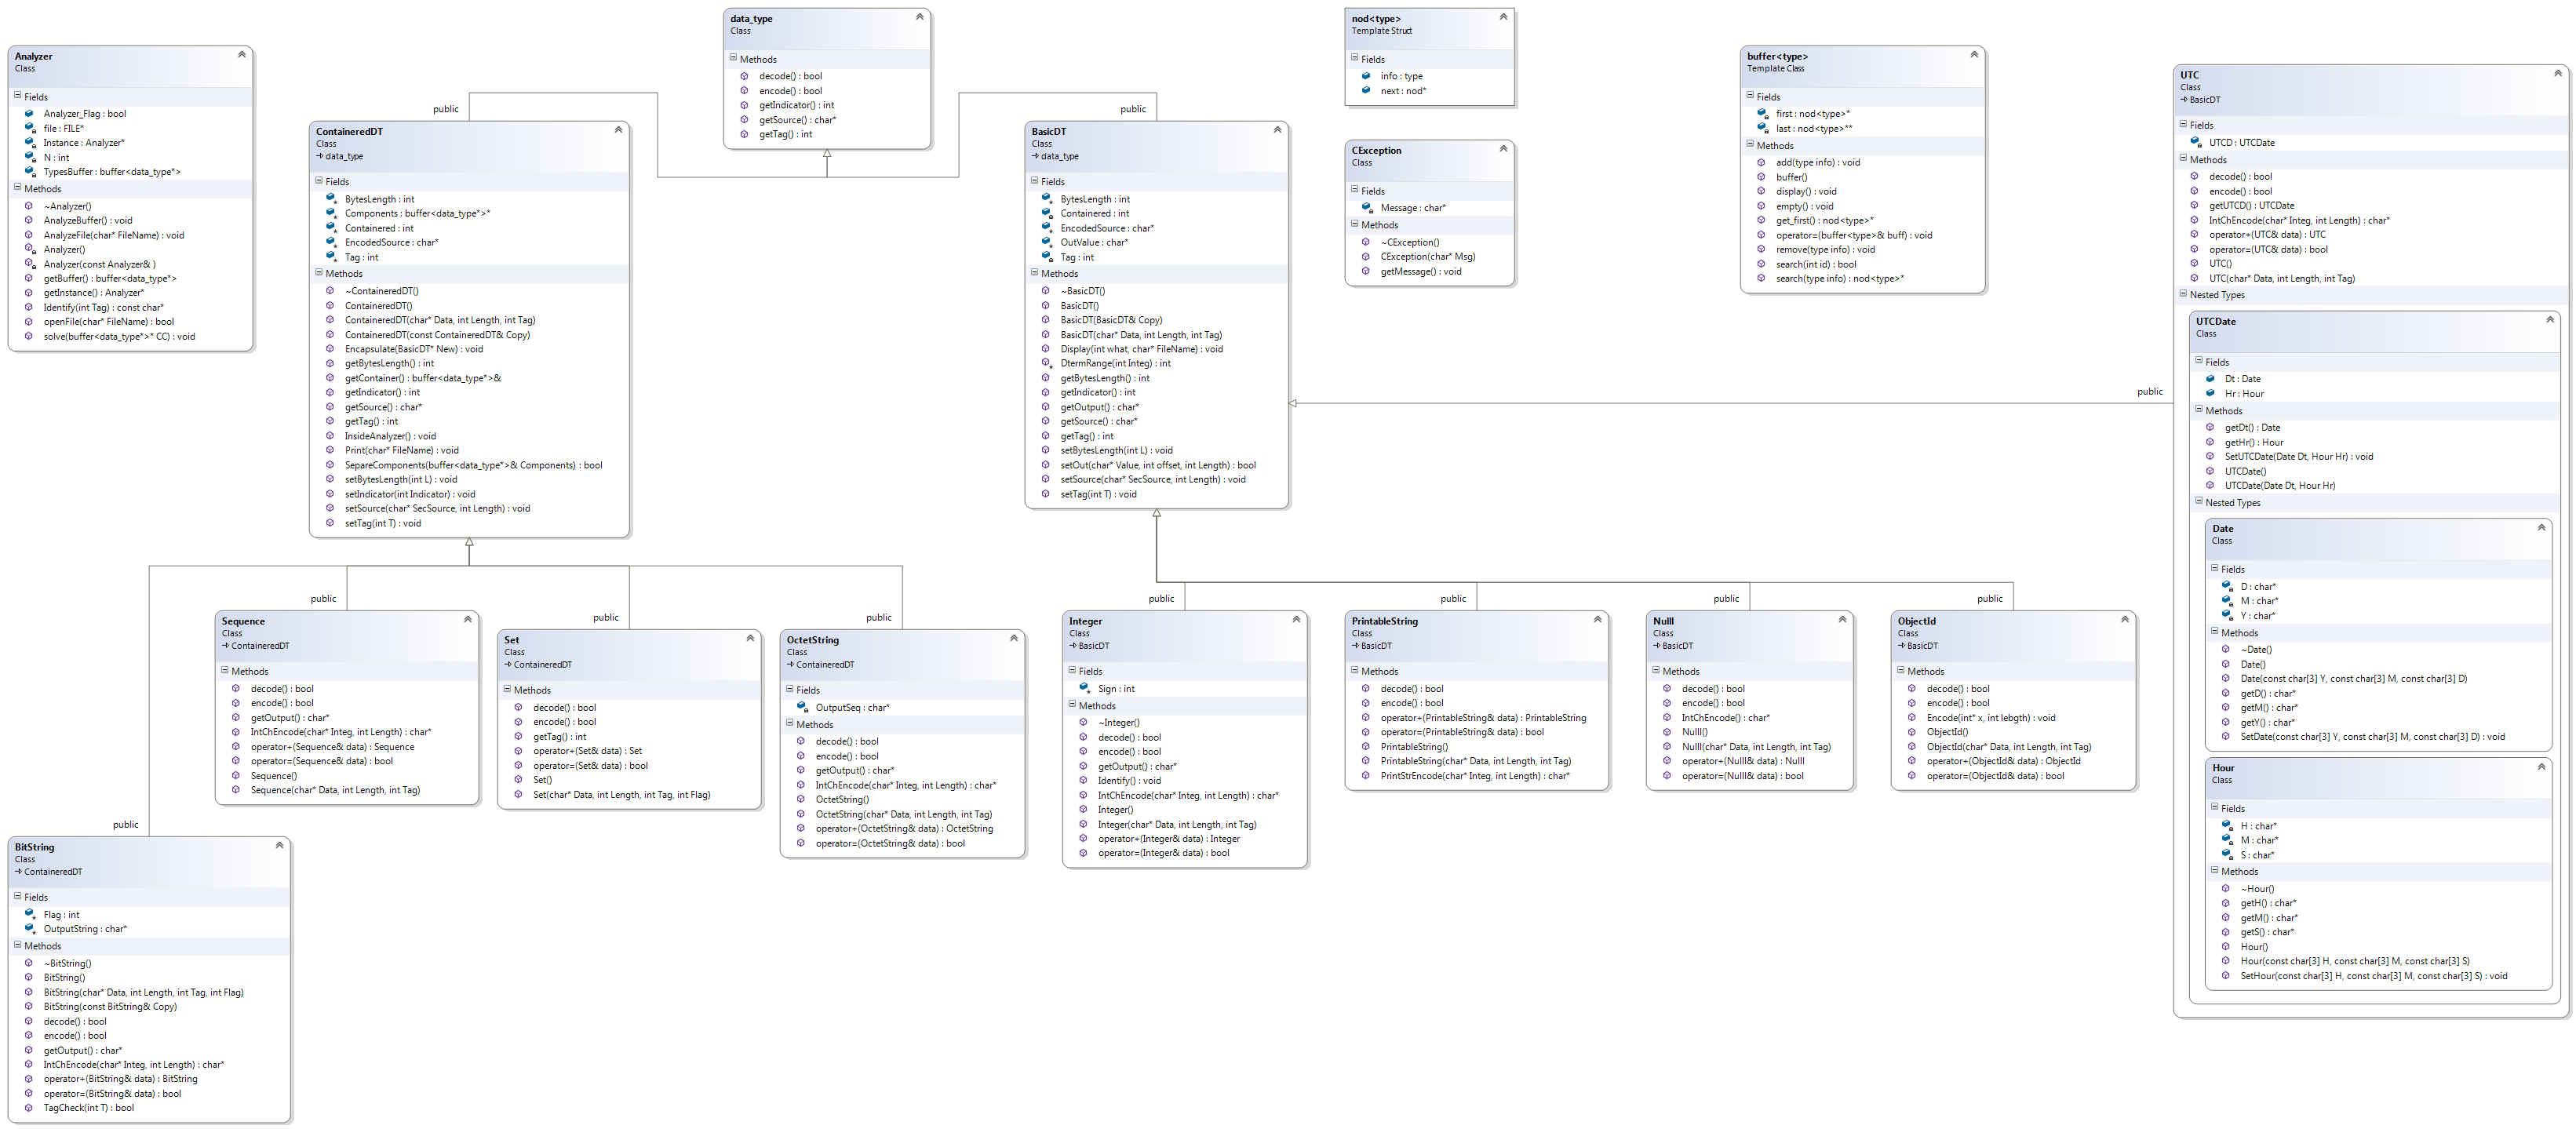 Analyzer
Class
Fields
Analyzer_Flag : bool
file : FILE*
Instance : Analyzer*
N : int
TypesBuffer : buffer<data_type*>
Methods
~Analyzer()
AnalyzeBuffer() : void
AnalyzeFile(char* FileName) : void
Analyzer()
Analyzer(const Analyzer& )
getBuffer() : buffer<data_type*>
getInstance() : Analyzer*
Identify(int Tag) : const char*
openFile(char* FileName) : bool
solve(buffer<data_type*>* CC) : void
data_type
Class
Methods
decode() : bool
encode() : bool
getIndicator() : int
getSource() : char*
getTag() : int
public
ContaineredDT
Class
data_type
Fields
BytesLength : int
Components : buffer<data_type*>*
Containered : int
EncodedSource : char*
Tag : int
Methods
~ContaineredDT()
ContaineredDT()
ContaineredDT(char* Data, int Length, int Tag)
ContaineredDT(const ContaineredDT& Copy)
Encapsulate(BasicDT* New) : void
getBytesLength() : int
getContainer() : buffer<data_type*>&
getIndicator() : int
getSource() : char*
getTag() : int
InsideAnalyzer() : void
Print(char* FileName) : void
SepareComponents(buffer<data_type*>& Components) : bool
setBytesLength(int L) : void
setIndicator(int Indicator) : void
setSource(char* SecSource, int Length) : void
setTag(int T) : void
public
BasicDT
Class
data_type
Fields
BytesLength : int
Containered : int
EncodedSource : char*
OutValue : char*
Tag : int
Methods
~BasicDT()
BasicDT()
BasicDT(BasicDT& Copy)
BasicDT(char* Data, int Length, int Tag)
Display(int what, char* FileName) : void
DtermRange(int Integ) : int
getBytesLength() : int
getIndicator() : int
getOutput() : char*
getSource() : char*
getTag() : int
setBytesLength(int L) : void
setOut(char* Value, int offset, int Length) : bool
setSource(char* SecSource, int Length) : void
setTag(int T) : void
nod<type>
Template Struct
Fields
info : type
next : nod*
CException
Class
Fields
Message : char*
Methods
~CException()
CException(char* Msg)
getMessage() : void
buffer<type>
Template Class
Fields
first : nod<type>*
last : nod<type>**
Methods
add(type info) : void
buffer()
display() : void
empty() : void
get_first() : nod<type>*
operator=(buffer<type>& buff) : void
remove(type info) : void
search(int id) : bool
search(type info) : nod<type>*
public
UTC
Class
BasicDT
Fields
UTCD : UTCDate
Methods
decode() : bool
encode() : bool
getUTCD() : UTCDate
IntChEncode(char* Integ, int Length) : char*
operator+(UTC& data) : UTC
operator=(UTC& data) : bool
UTC()
UTC(char* Data, int Length, int Tag)
Nested Types
UTCDate
Class
Fields
Dt : Date
Hr : Hour
Methods
getDt() : Date
getHr() : Hour
SetUTCDate(Date Dt, Hour Hr) : void
UTCDate()
UTCDate(Date Dt, Hour Hr)
Nested Types
Date
Class
Fields
D : char*
M : char*
Y : char*
Methods
~Date()
Date()
Date(const char[3] Y, const char[3] M, const char[3] D)
getD() : char*
getM() : char*
getY() : char*
SetDate(const char[3] Y, const char[3] M, const char[3] D) : void
Hour
Class
Fields
H : char*
M : char*
S : char*
Methods
~Hour()
getH() : char*
getM() : char*
getS() : char*
Hour()
Hour(const char[3] H, const char[3] M, const char[3] S)
SetHour(const char[3] H, const char[3] M, const char[3] S) : void
public
BitString
Class
ContaineredDT
Fields
Flag : int
OutputString : char*
Methods
~BitString()
BitString()
BitString(char* Data, int Length, int Tag, int Flag)
BitString(const BitString& Copy)
decode() : bool
encode() : bool
getOutput() : char*
IntChEncode(char* Integ, int Length) : char*
operator+(BitString& data) : BitString
operator=(BitString& data) : bool
TagCheck(int T) : bool
public
Sequence
Class
ContaineredDT
Methods
decode() : bool
encode() : bool
getOutput() : char*
IntChEncode(char* Integ, int Length) : char*
operator+(Sequence& data) : Sequence
operator=(Sequence& data) : bool
Sequence()
Sequence(char* Data, int Length, int Tag)
public
Set
Class
ContaineredDT
Methods
decode() : bool
encode() : bool
getTag() : int
operator+(Set& data) : Set
operator=(Set& data) : bool
Set()
Set(char* Data, int Length, int Tag, int Flag)
public
OctetString
Class
ContaineredDT
Fields
OutputSeq : char*
Methods
decode() : bool
encode() : bool
getOutput() : char*
IntChEncode(char* Integ, int Length) : char*
OctetString()
OctetString(char* Data, int Length, int Tag)
operator+(OctetString& data) : OctetString
operator=(OctetString& data) : bool
public
Integer
Class
BasicDT
Fields
Sign : int
Methods
~Integer()
decode() : bool
encode() : bool
getOutput() : char*
Identify() : void
IntChEncode(char* Integ, int Length) : char*
Integer()
Integer(char* Data, int Length, int Tag)
operator+(Integer& data) : Integer
operator=(Integer& data) : bool
public
PrintableString
Class
BasicDT
Methods
decode() : bool
encode() : bool
operator+(PrintableString& data) : PrintableString
operator=(PrintableString& data) : bool
PrintableString()
PrintableString(char* Data, int Length, int Tag)
PrintStrEncode(char* Integ, int Length) : char*
public
Nulll
Class
BasicDT
Methods
decode() : bool
encode() : bool
IntChEncode() : char*
Nulll()
Nulll(char* Data, int Length, int Tag)
operator+(Nulll& data) : Nulll
operator=(Nulll& data) : bool
public
ObjectId
Class
BasicDT
Methods
decode() : bool
encode() : bool
Encode(int* x, int lebgth) : void
ObjectId()
ObjectId(char* Data, int Length, int Tag)
operator+(ObjectId& data) : ObjectId
operator=(ObjectId& data) : bool